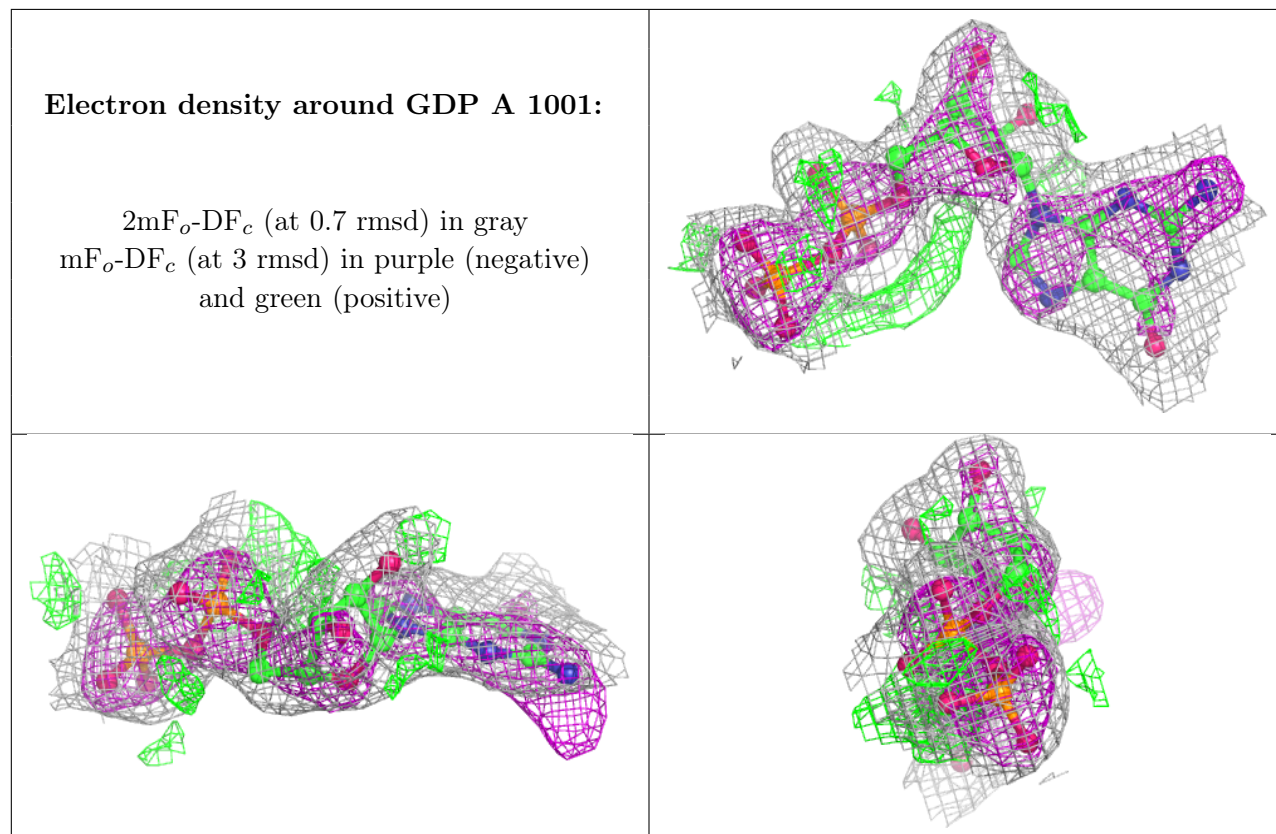 Electron density around GDP A 1001:
2mFo-DFc (at 0.7 rmsd) in gray
mFo-DFc (at 3 rmsd) in purple (negative)
and green (positive)